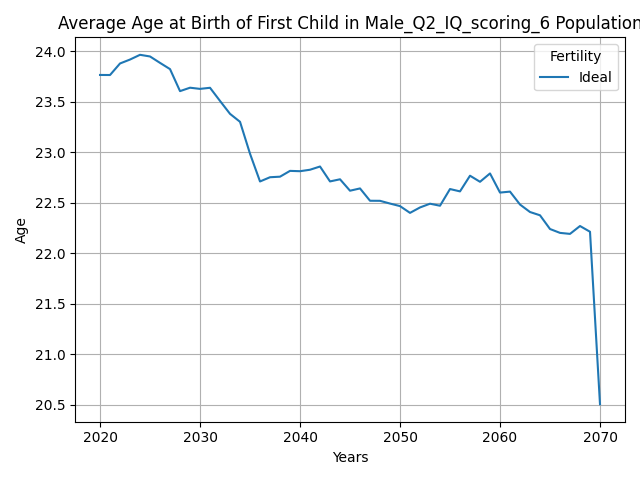 Average Age at Birth of First Child in Male_Q2_IQ_scoring_6 Population
Fertility
Ideal
24.0
23.5
23.0
22.5
22.0
21.5
21.0
20.5
Age
2020 2030 2040 2050 2060 2070
Years